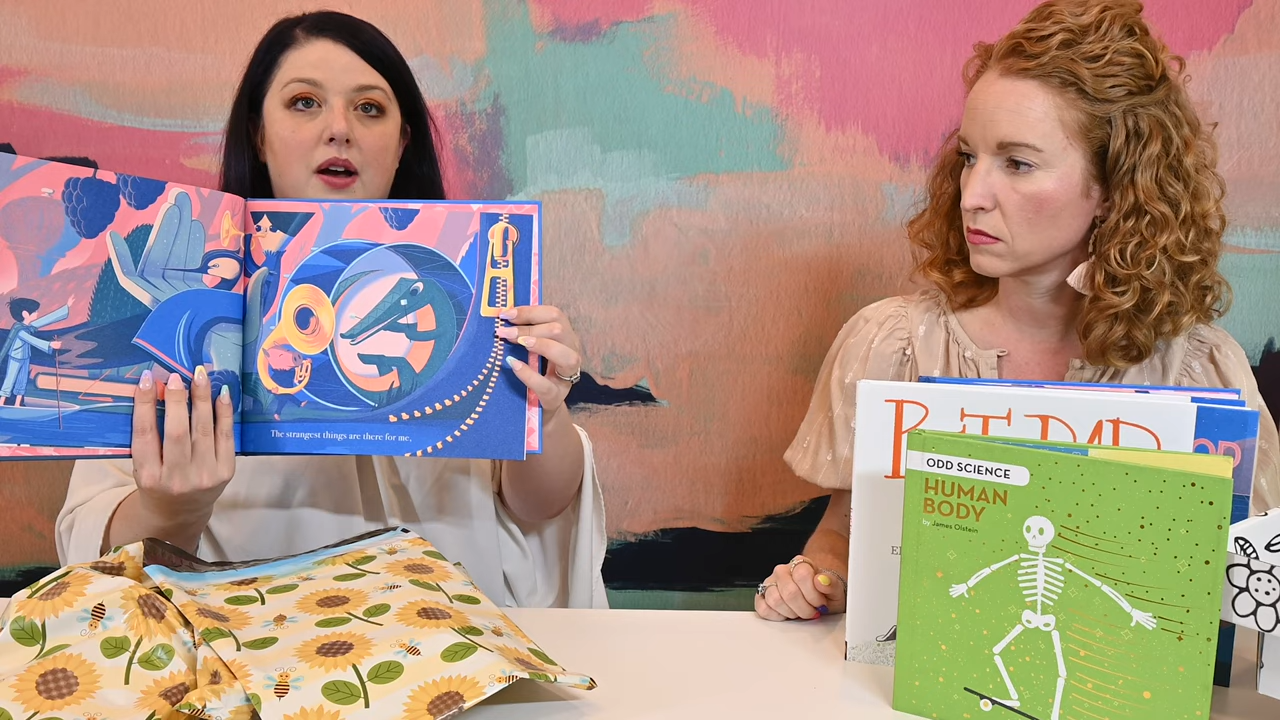 The strangest things are there for me,
ODD SCIENCE
HUMAN
BODY
by James Olstein